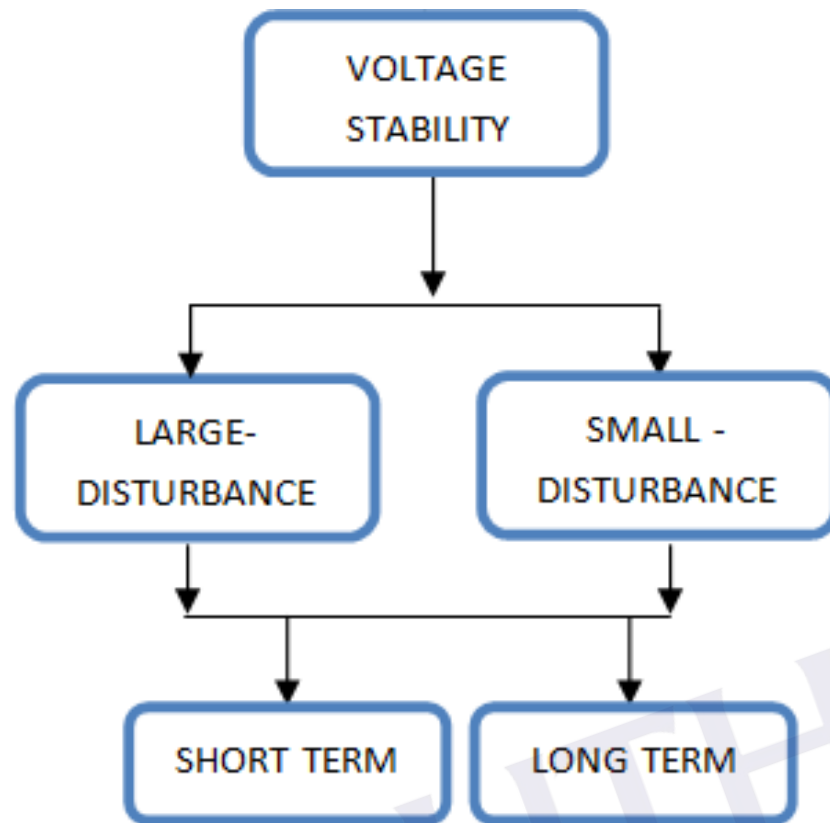 VOLTAGE
STABILITY
LARGE-
DISTURBANCE
SMALL -
DISTURBANCE
SHORT TERM
LONG TERM